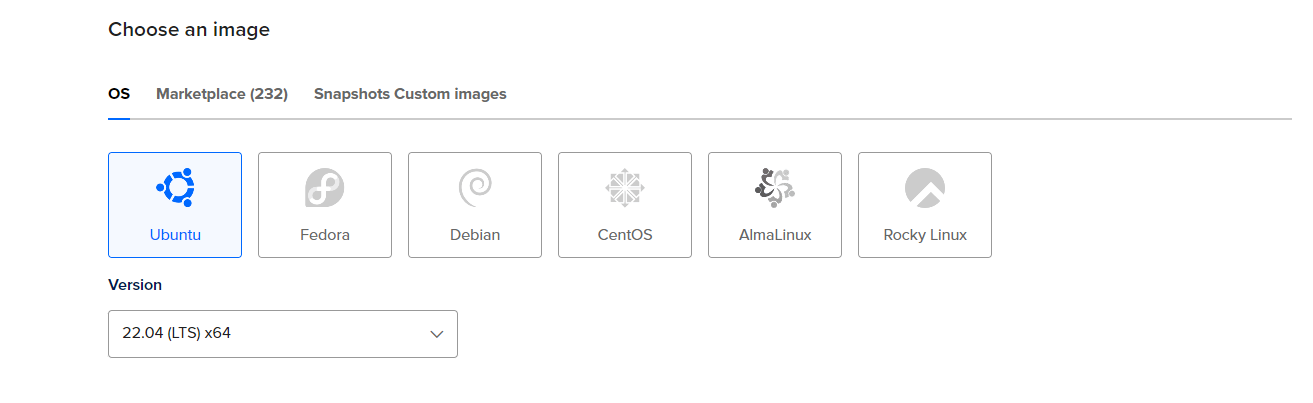 Choose an image
OS Marketplace (232) Snapshots Custom images
Ubuntu Fedora Debian CentOS AlmaLinux Rocky Linux
Version
22.04 (LTS) x64